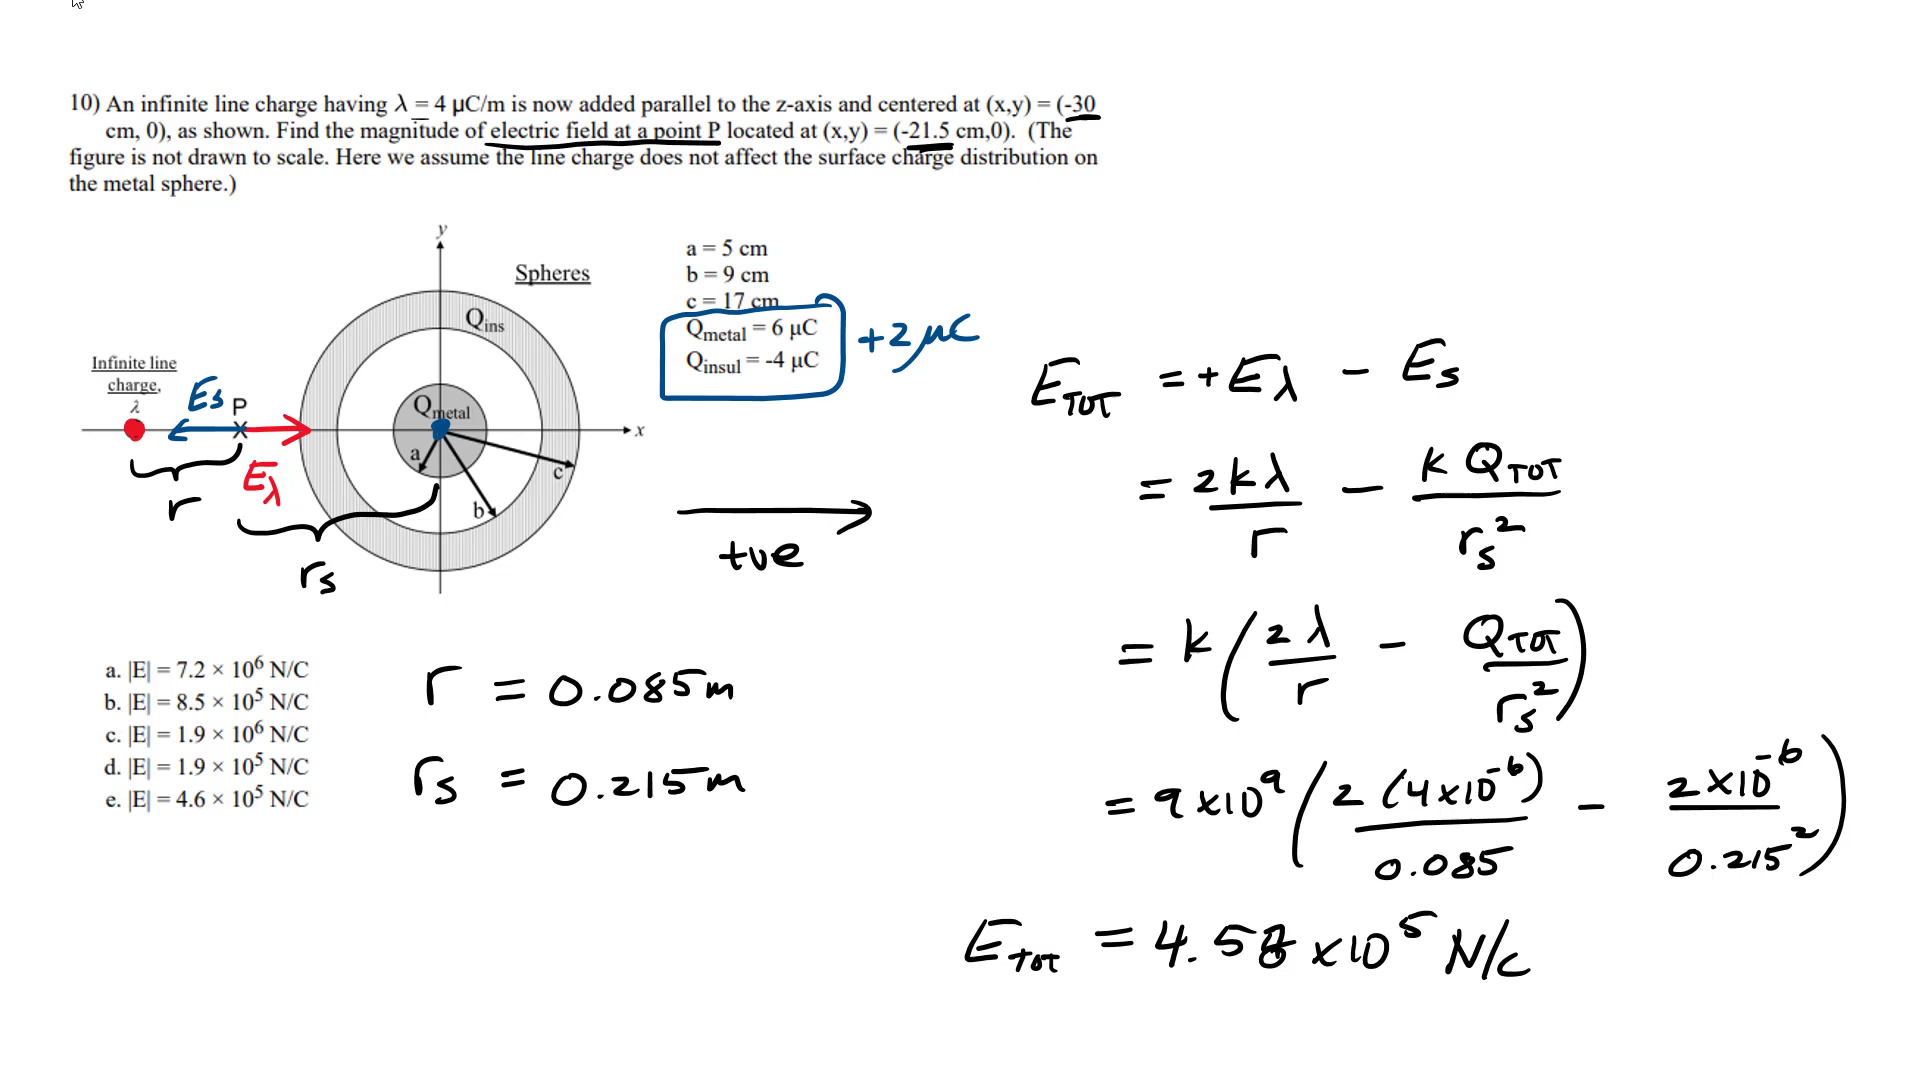 10) An infinite line charge having λ = 4 μC/m is now added parallel to the z-axis and centered at (x,y) = (-30
cm, 0), as shown. Find the magnitude of electric field at a point P located at (x,y) = (-21.5 cm,0). (The
figure is not drawn to scale. Here we assume the line charge does not affect the surface charge distribution on
the metal sphere.)
y
Spheres
a = 5 cm
b = 9 cm
c = 17 cm
Qmetal = 6 μC
Qinsul = -4 μC
+2 μC
Qins
Infinite line
charge,
λ
Es
P
X
Qmetal
x
a
c
b
Eλ
r
rs
+ve
a. |E| = 7.2 × 10⁶ N/C
b. |E| = 8.5 × 10⁵ N/C
c. |E| = 1.9 × 10⁶ N/C
d. |E| = 1.9 × 10⁵ N/C
e. |E| = 4.6 × 10⁵ N/C
r = 0.085m
rs = 0.215m
ETOT = +Eλ - Es
= 2kλ/r - kQTOT/rs²
= k(2λ/r - QTOT/rs²)
= 9×10⁹(2(4×10⁻⁶)/0.085 - 2×10⁻⁶/0.215²)
Etot = 4.58 ×10⁵ N/C